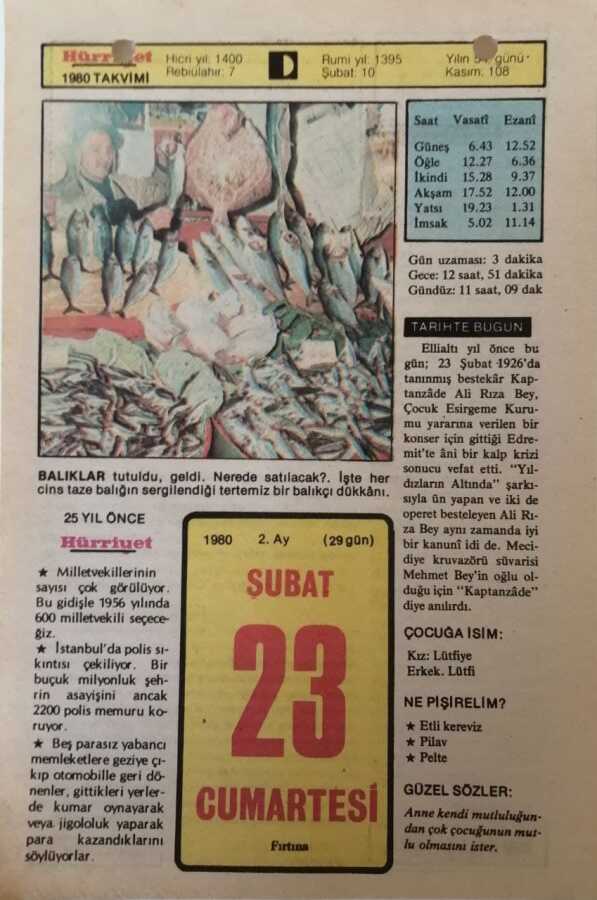 Hürriyet
1980 TAKVİMİ
Hicri yıl: 1400
Rebiülahir: 7
Rumi yıl: 1395
Şubat: 10
Yılın günü
Kasım: 108
Saat Vasatî Ezanî
Güneş 6.43 12.52
Öğle 12.27 6.36
İkindi 15.28 9.37
Akşam 17.52 12.00
Yatsı 19.23 1.31
İmsak 5.02 11.14
Gün uzaması: 3 dakika
Gece: 12 saat, 51 dakika
Gündüz: 11 saat, 09 dak
TARİHTE BUGÜN
Ellialtı yıl önce bu
gün; 23 Şubat 1926'da
tanınmış bestekâr Kap-
tanzâde Ali Rıza Bey,
Çocuk Esirgeme Kuru-
mu yararına verilen bir
konser için gittiği Edre-
mit'te âni bir kalp krizi
sonucu vefat etti. "Yıl-
dızların Altında" şarkı-
sıyla ün yapan ve iki de
operet besteleyen Ali Rı-
za Bey aynı zamanda iyi
bir kanunî idi de. Meci-
diye kruvazörü süvarisi
Mehmet Bey'in oğlu ol-
duğu için "Kaptanzâde"
diye anılırdı.
ÇOCUĞA İSİM:
Kız: Lütfiye
Erkek. Lütfi
NE PİŞİRELİM?
★ Etli kereviz
★ Pilav
★ Pelte
GÜZEL SÖZLER:
Anne kendi mutluluğun-
dan çok çocuğunun mut-
lu olmasını ister.
BALIKLAR tutuldu, geldi. Nerede satılacak?. İşte her
cins taze balığın sergilendiği tertemiz bir balıkçı dükkânı.
25 YIL ÖNCE
Hürriyet
★ Milletvekillerinin
sayısı çok görülüyor.
Bu gidişle 1956 yılında
600 milletvekili seçece-
ğiz.
★ İstanbul'da polis sı-
kıntısı çekiliyor. Bir
buçuk milyonluk şeh-
rin asayişini ancak
2200 polis memuru ko-
ruyor.
★ Beş parasız yabancı
memleketlere geziye çı-
kıp otomobille geri dö-
nenler, gittikleri yerler-
de kumar oynayarak
veya jigololuk yaparak
para kazandıklarını
söylüyorlar.
1980 2. Ay (29 gün)
ŞUBAT
23
CUMARTESİ
Fırtına